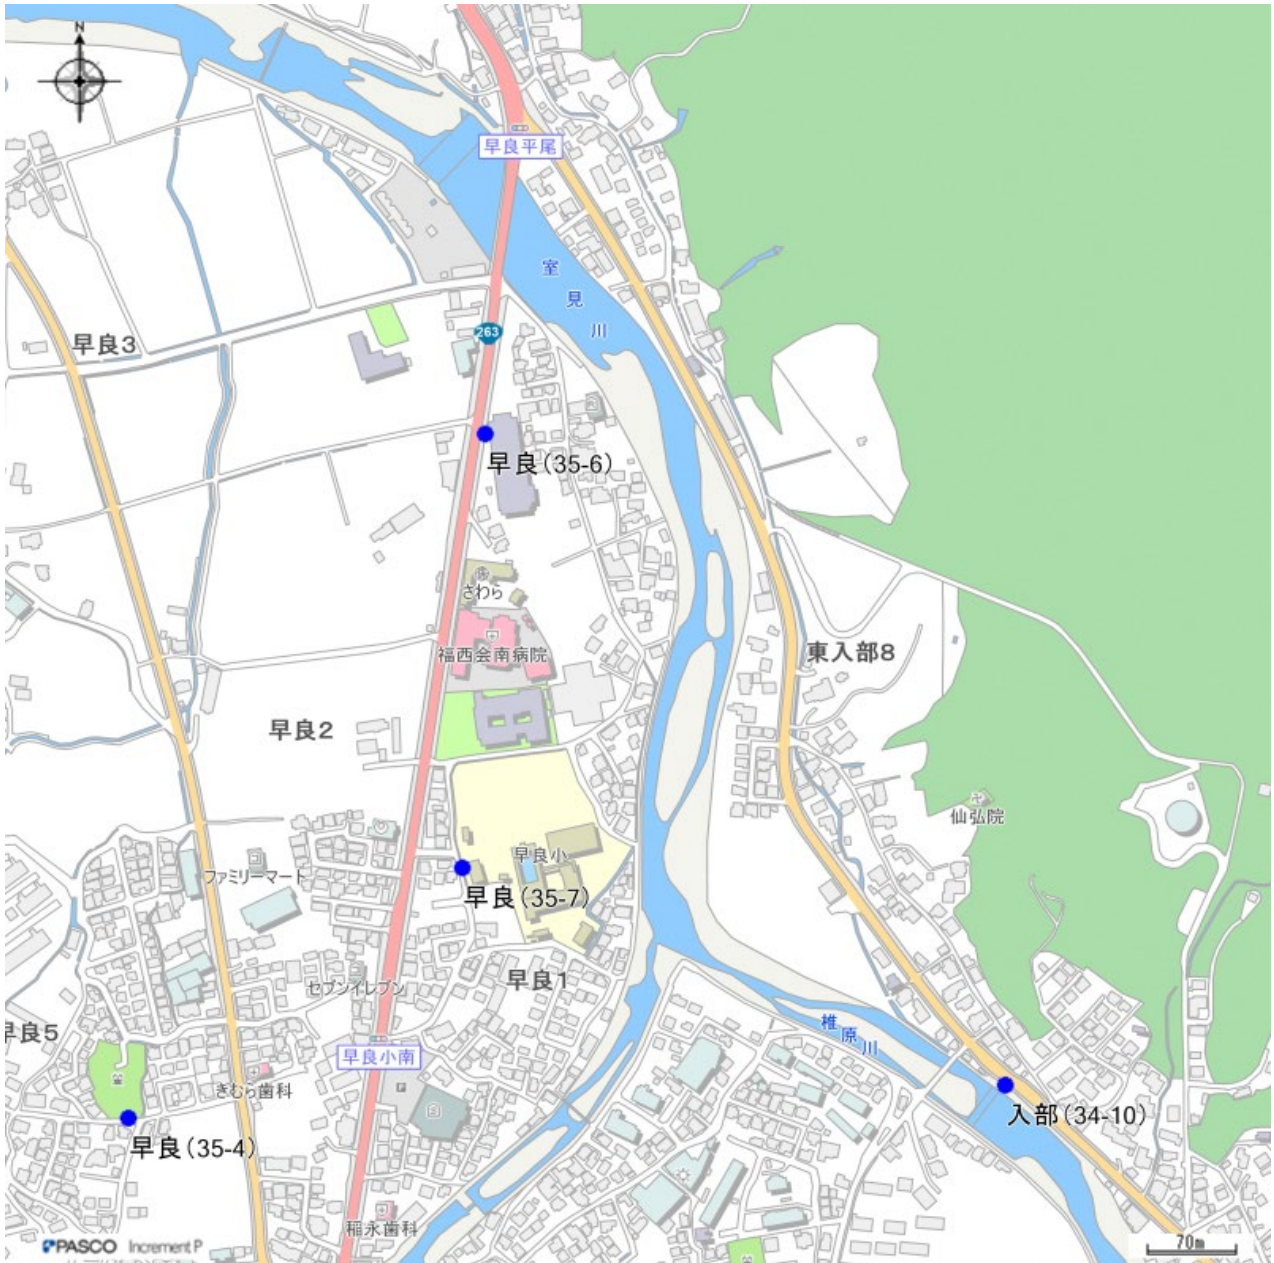 N
早良平尾
室見川
263
早良3
早良(35-6)
さわら
福西会南病院
東入部8
早良2
仙弘院
早良小
ファミリーマート
早良(35-7)
早良1
セブンイレブン
早良5
椎原川
早良小南
P
きむら歯科
入部(34-10)
早良(35-4)
稲永歯科
PASCO Increment P
70m